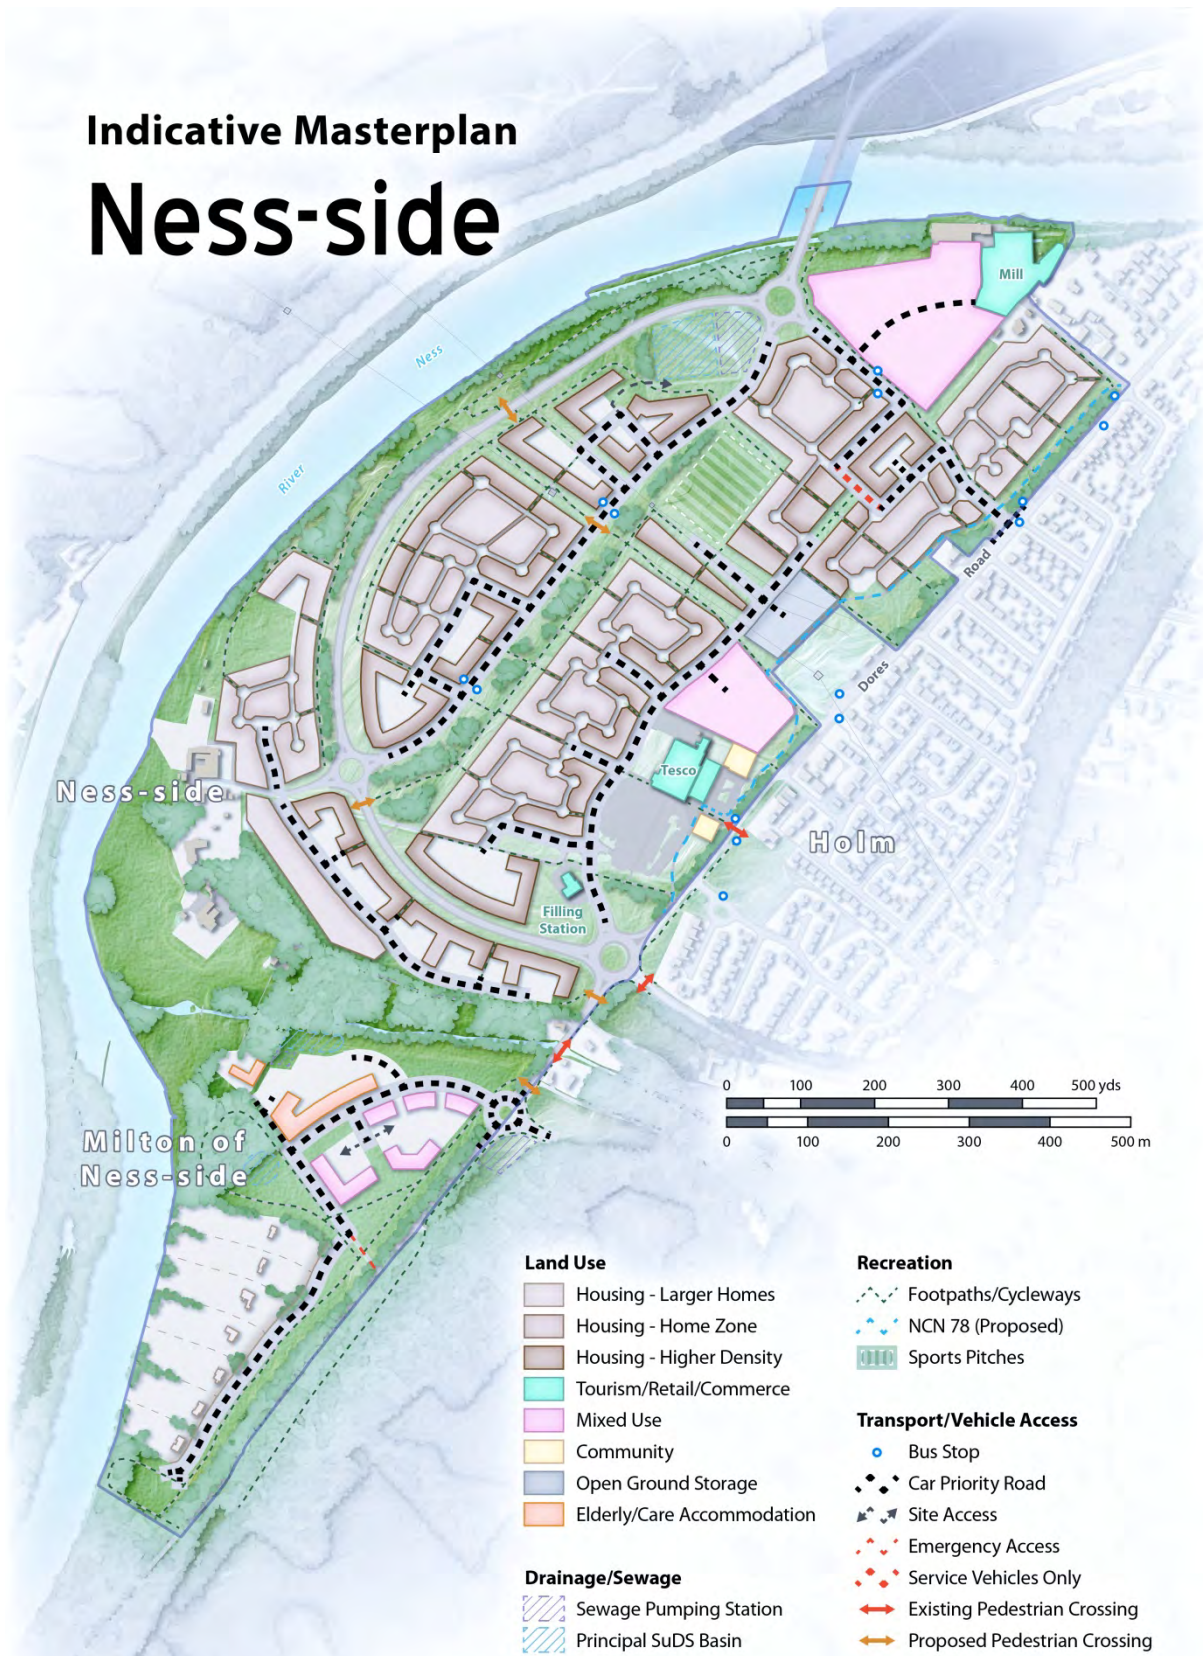 Indicative Masterplan
Ness-side
Mill
Ness
River
Road
Dores
Tesco
Ness-side
Holm
Filling
Station
Milton of
Ness-side
0 100 200 300 400 500 yds
0 100 200 300 400 500 m
Land Use
Housing - Larger Homes
Housing - Home Zone
Housing - Higher Density
Tourism/Retail/Commerce
Mixed Use
Community
Open Ground Storage
Elderly/Care Accommodation
Drainage/Sewage
Sewage Pumping Station
Principal SuDS Basin
Recreation
Footpaths/Cycleways
NCN 78 (Proposed)
Sports Pitches
Transport/Vehicle Access
Bus Stop
Car Priority Road
Site Access
Emergency Access
Service Vehicles Only
Existing Pedestrian Crossing
Proposed Pedestrian Crossing